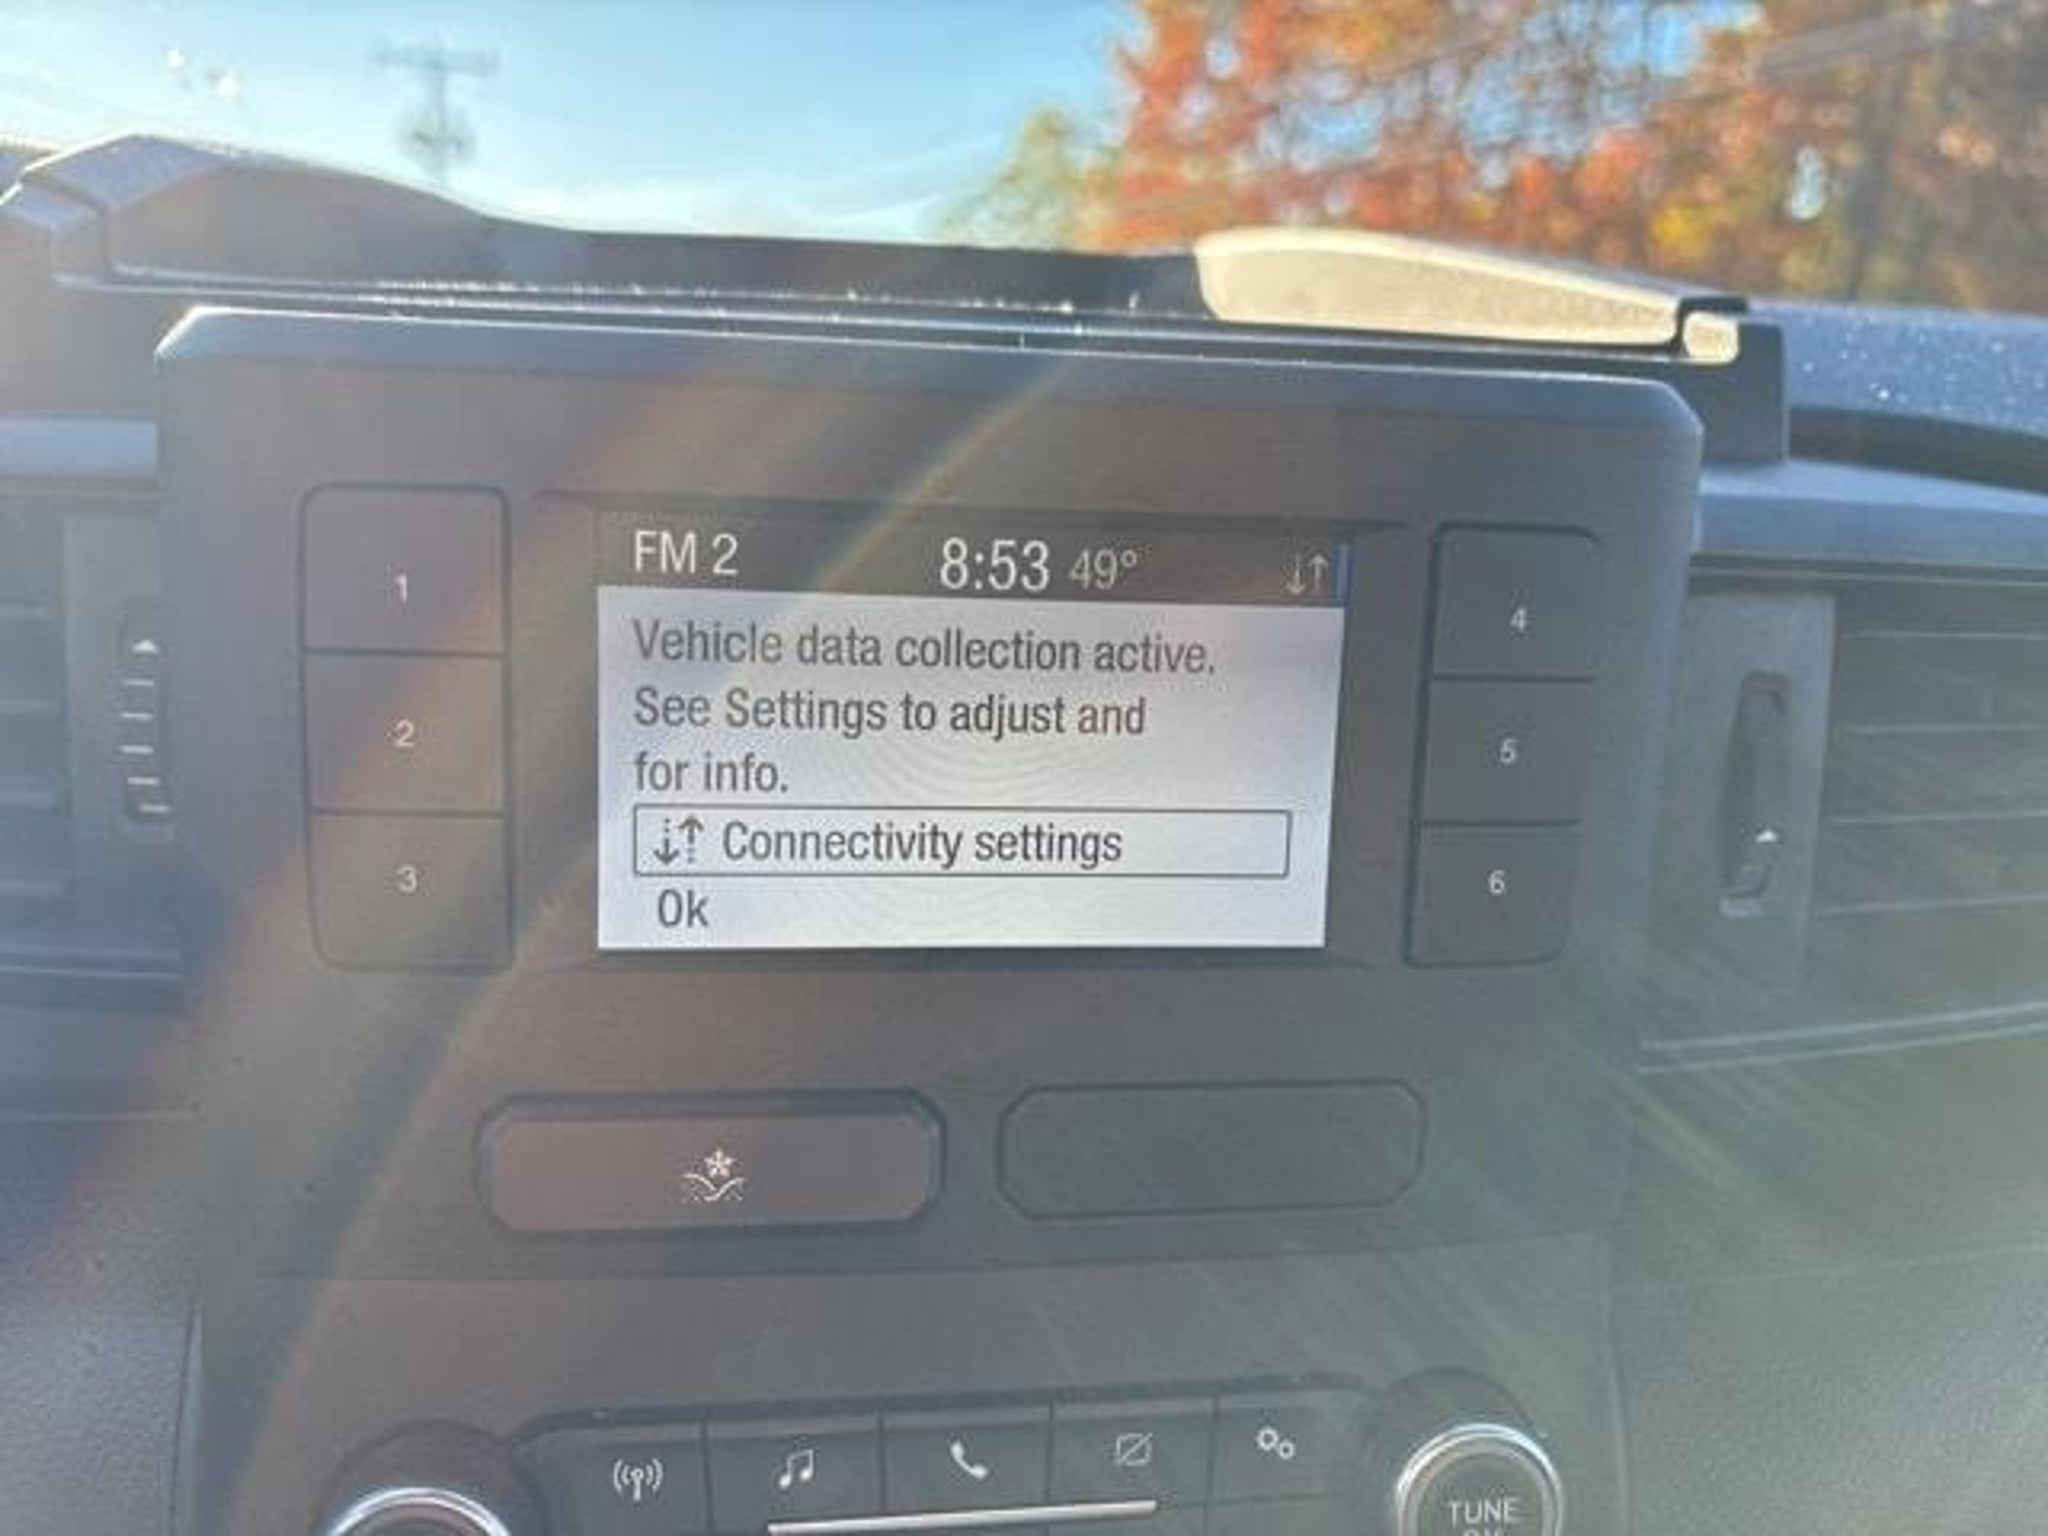 FM 2 8:53 49°
Vehicle data collection active.
See Settings to adjust and
for info.
Connectivity settings
Ok
1
2
3
4
5
6
TUNE